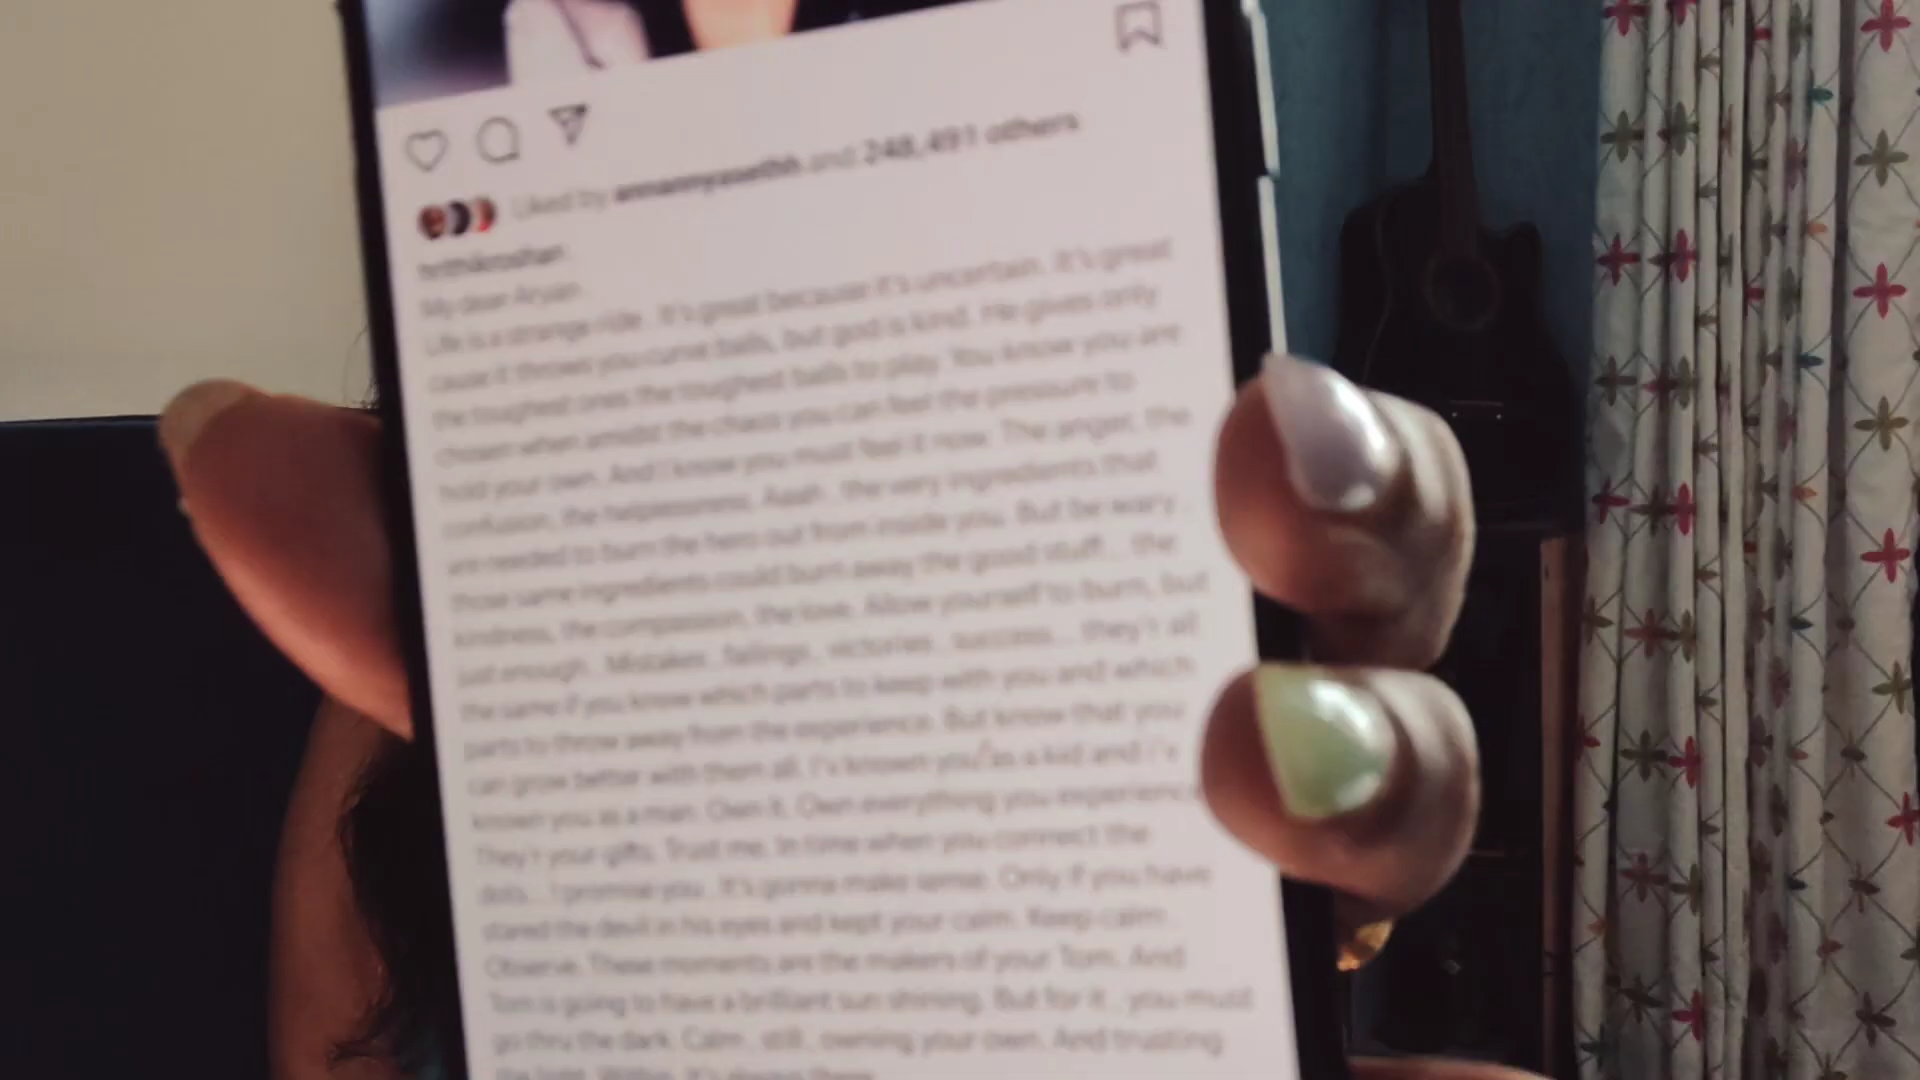 Liked by and 248,491 others
hrithikroshan
My dear Aryan.
Life is a strange ride. It's great because it's uncertain. It's great
cause it throws you curve balls, but god is kind. He gives only
the toughest ones the toughest balls to play. You know you are
chosen when amidst the chaos you can feel the pressure to
hold your own. And I know you must feel it now. The anger, the
confusion, the helplessness. Aaah, the very ingredients that
are needed to burn the hero out from inside you. But be wary,
Those same ingredients could burn away the good stuff... the
kindness, the compassion, the love. Allow yourself to burn, but
just enough. Mistakes, failings, victories, success... they'r all
the same if you know which parts to keep with you and which
parts to throw away from the experience. But know that you
can grow better with them all. I'v known you as a kid and I'v
known you as a man. Own it. Own everything you experience.
They'r your gifts. Trust me. In time when you connect the
dots... I promise you, It's gonna make sense. Only if you have
stared the devil in his eyes and kept your calm. Keep calm.
Observe. These moments are the makers of your Tom. And
Tom is going to have a brilliant sun shining. But for it, you must
go thru the dark. Calm, still, owning your own. And trusting
the light. Within. It's always there.